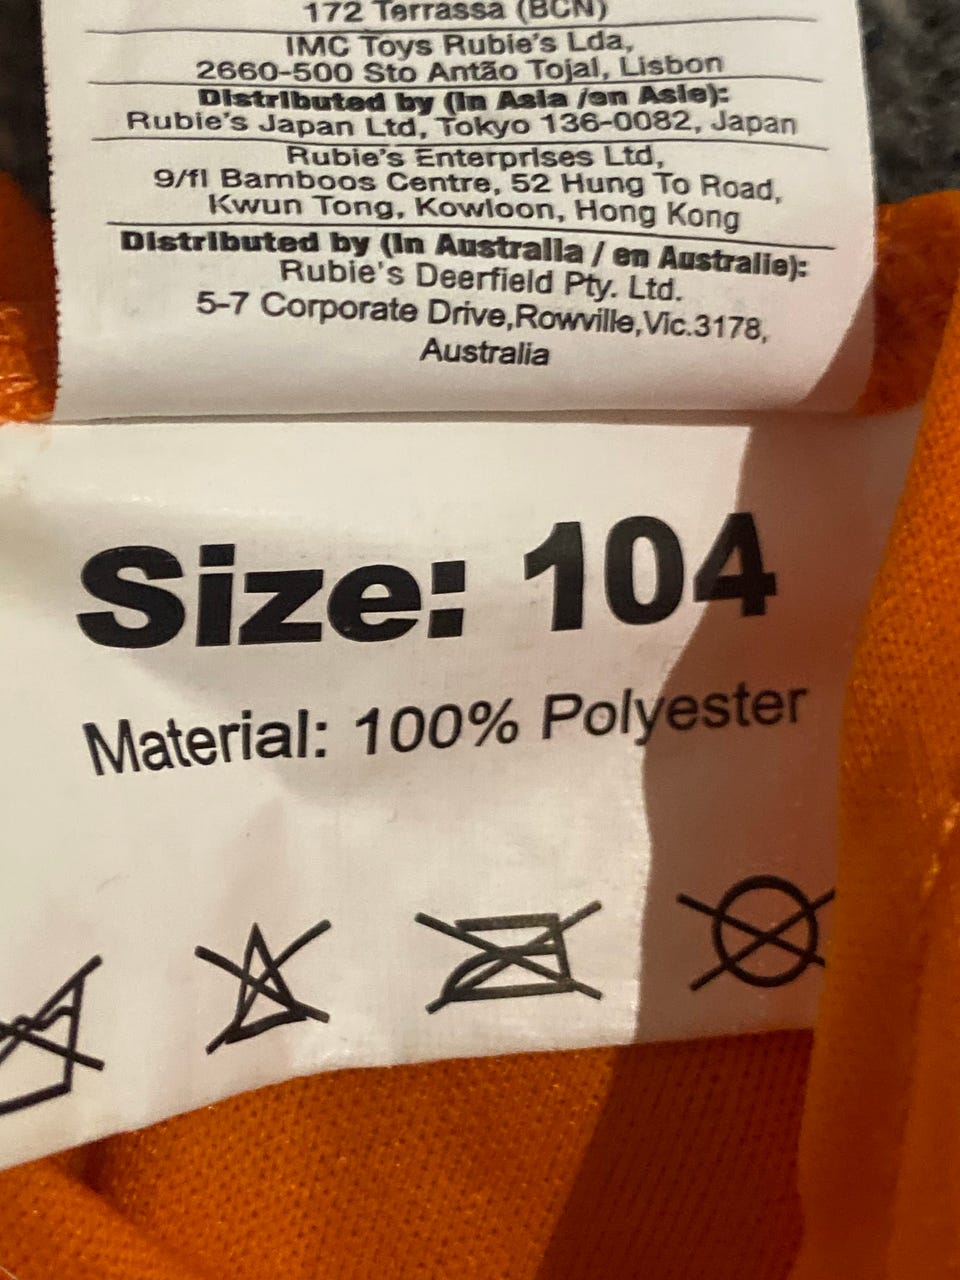 172 Terrassa (BCN)
IMC Toys Rubie's Lda,
2660-500 Sto Antão Tojal, Lisbon
Distributed by (In Asia /en Asie):
Rubie's Japan Ltd, Tokyo 136-0082, Japan
Rubie's Enterprises Ltd,
9/fl Bamboos Centre, 52 Hung To Road,
Kwun Tong, Kowloon, Hong Kong
Distributed by (In Australia / en Australie):
Rubie's Deerfield Pty. Ltd.
5-7 Corporate Drive,Rowville,Vic.3178,
Australia
Size: 104
Material: 100% Polyester